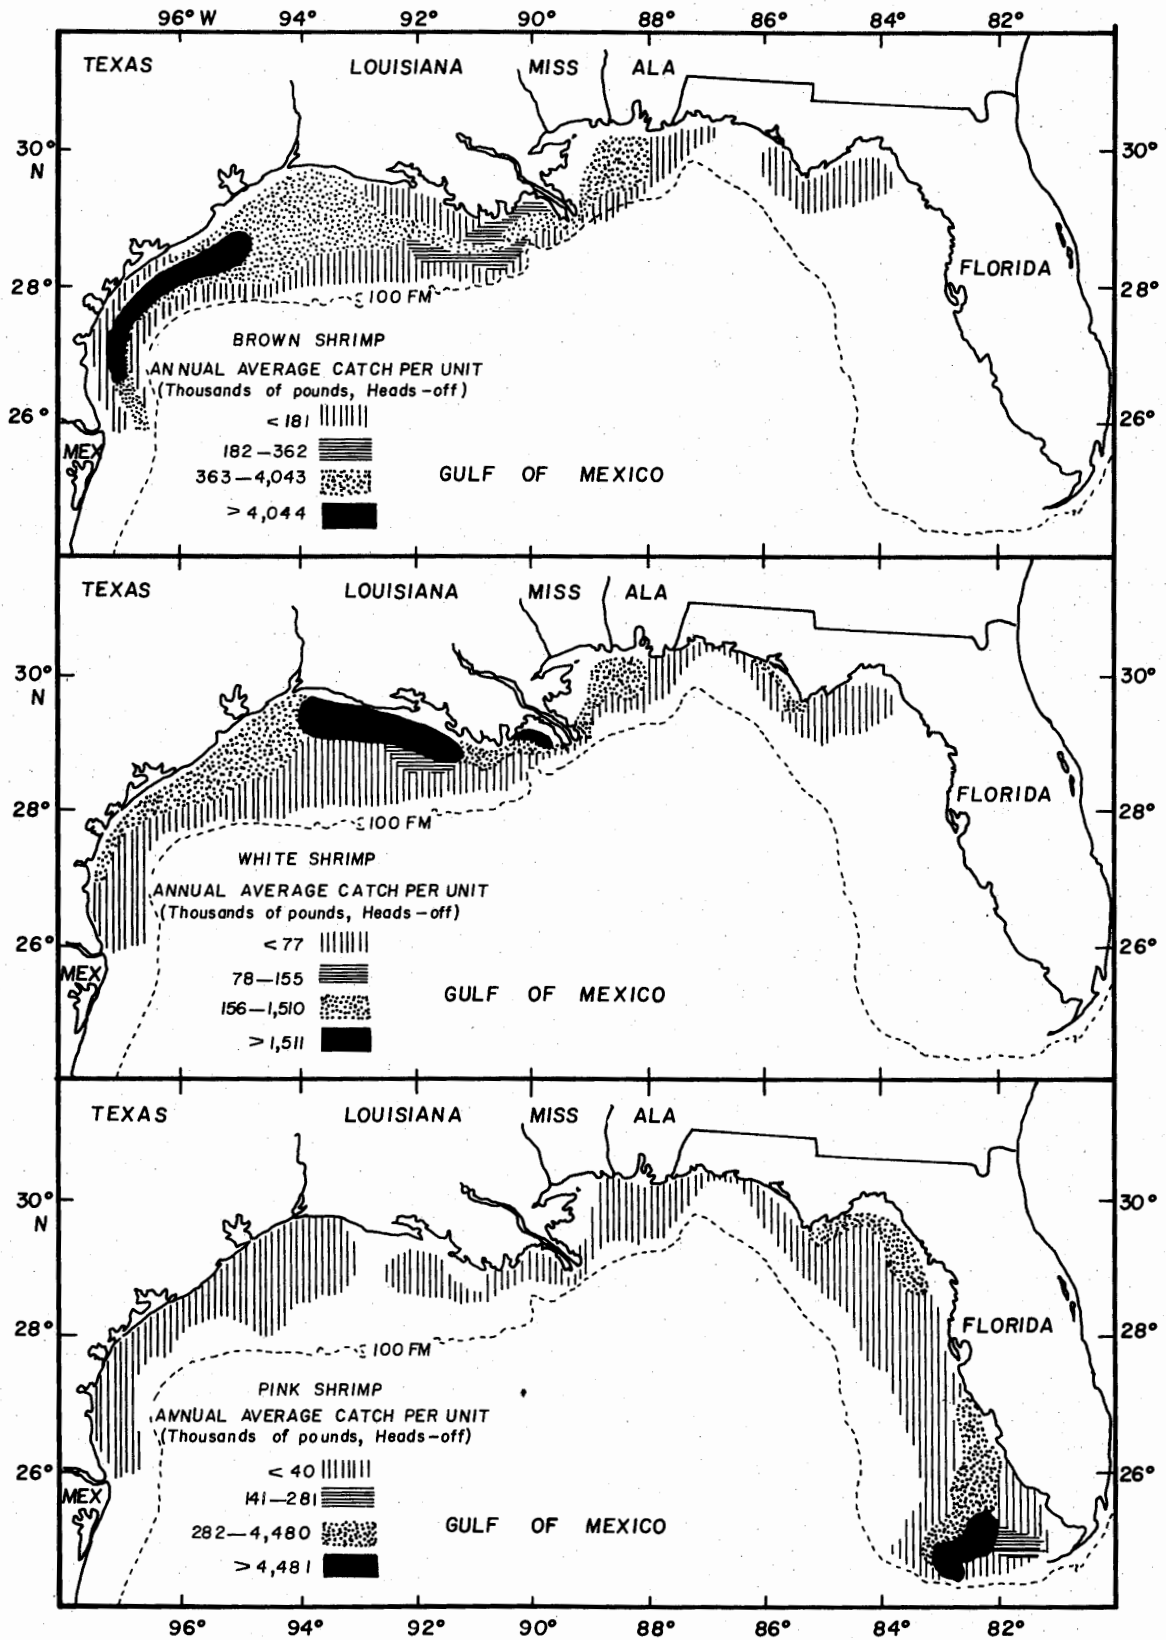 96° W 94° 92° 90° 88° 86° 84° 82°
TEXAS LOUISIANA MISS ALA
30° 30°
N
FLORIDA
28° 28°
≤100 FM
BROWN SHRIMP
ANNUAL AVERAGE CATCH PER UNIT
(Thousands of pounds, Heads-off)
26° 26°
<181
MEX 182-362
363-4,043 GULF OF MEXICO
>4,044
TEXAS LOUISIANA MISS ALA
30° 30°
N
FLORIDA
28° 28°
≤100 FM
WHITE SHRIMP
ANNUAL AVERAGE CATCH PER UNIT
(Thousands of pounds, Heads-off)
26° <77 26°
MEX 78-155
GULF OF MEXICO
156-1,510
>1,511
TEXAS LOUISIANA MISS ALA
30° 30°
N
28° FLORIDA 28°
≤100 FM
PINK SHRIMP
ANNUAL AVERAGE CATCH PER UNIT
(Thousands of pounds, Heads-off)
26° <40 26°
MEX 141-281
282-4,480 GULF OF MEXICO
>4,481
96° 94° 92° 90° 88° 86° 84° 82°